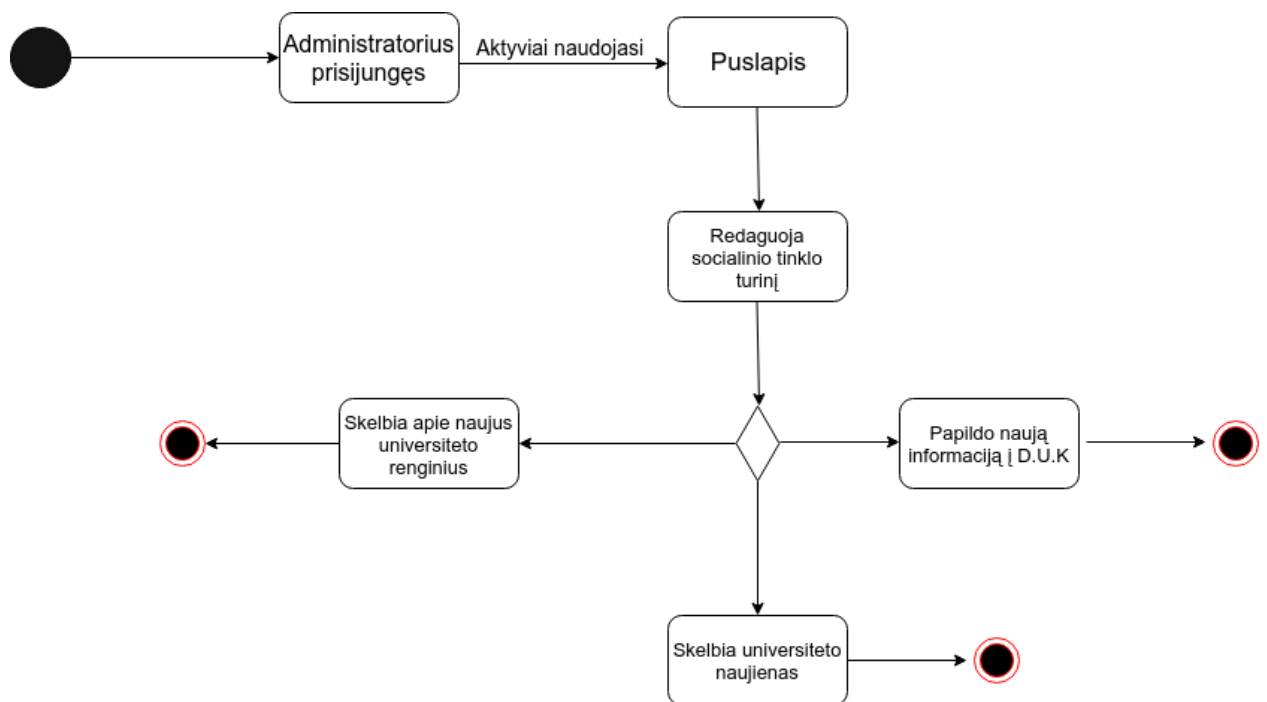 Administratorius
prisijungęs
Aktyviai naudojasi
Puslapis
Redaguoja
socialinio tinklo
turinį
Skelbia apie naujus
universiteto
renginius
Papildo naują
informaciją į D.U.K
Skelbia universiteto
naujienas